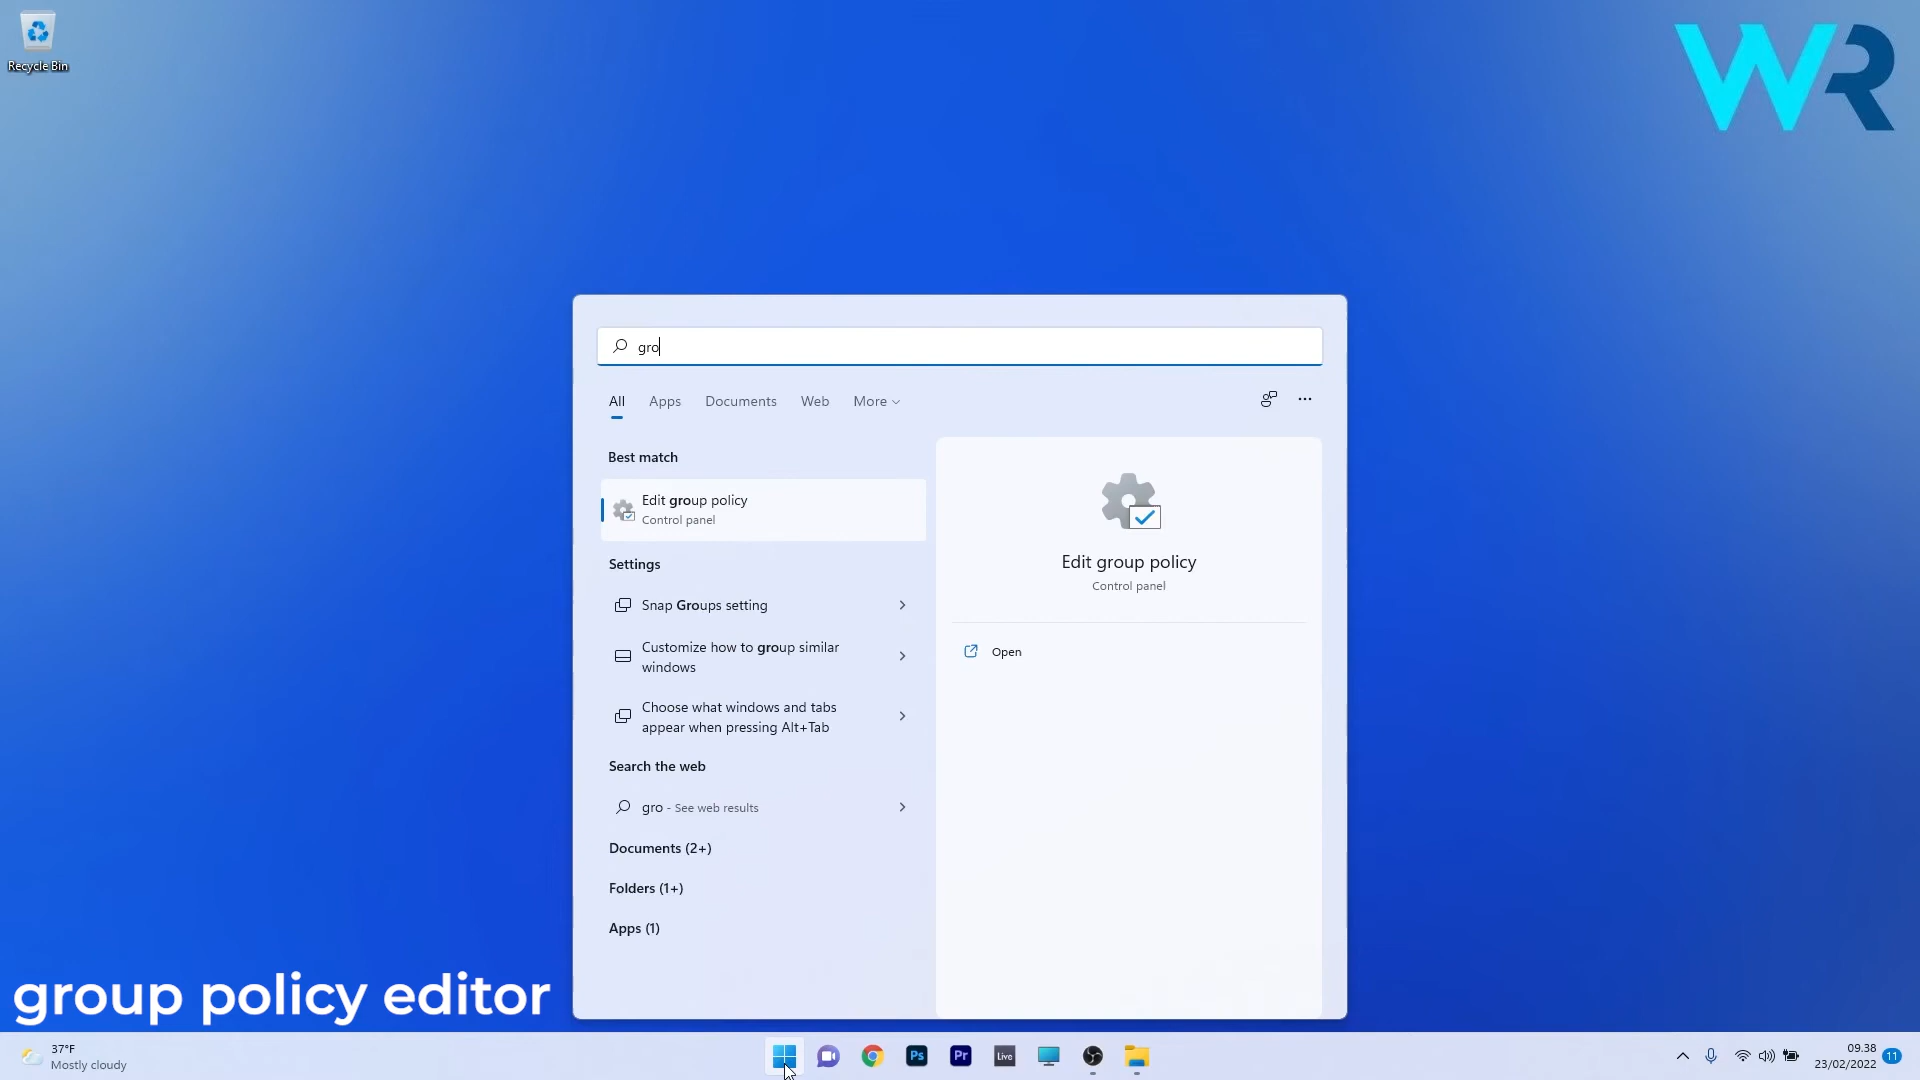 Recycle Bin
WR
gro
All
Apps
Documents
Web
More
Best match
Edit group policy
Control panel
Settings
Snap Groups setting
Customize how to group similar
windows
Choose what windows and tabs
appear when pressing Alt+Tab
Search the web
gro - See web results
Documents (2+)
Folders (1+)
Apps (1)
Edit group policy
Control panel
Open
group policy editor
37°F
Mostly cloudy
Ps
Pr
Live
09.38
23/02/2022
11